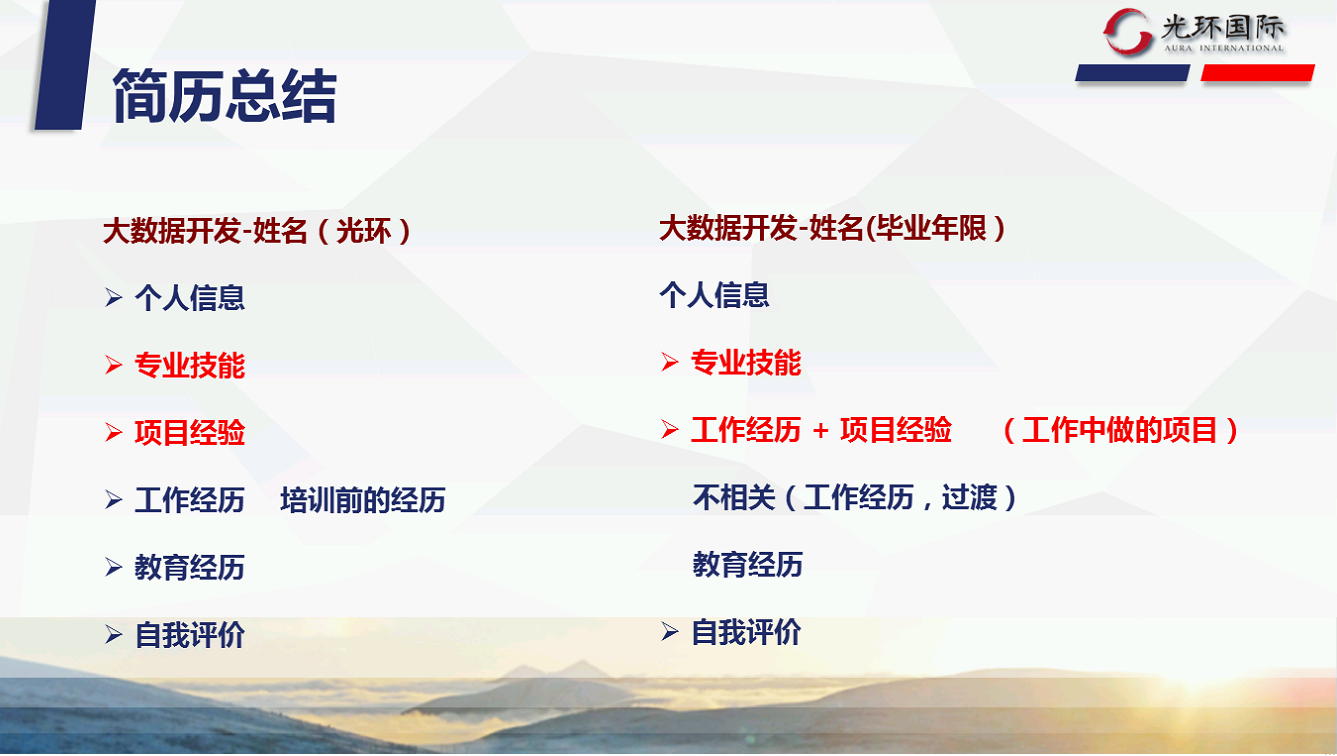 光环国际
AURA INTERNATIONAL
简历总结
大数据开发-姓名（光环）
个人信息
专业技能
项目经验
工作经历 培训前的经历
教育经历
自我评价
大数据开发-姓名(毕业年限）
个人信息
专业技能
工作经历 + 项目经验 （工作中做的项目）
不相关（工作经历，过渡）
教育经历
自我评价